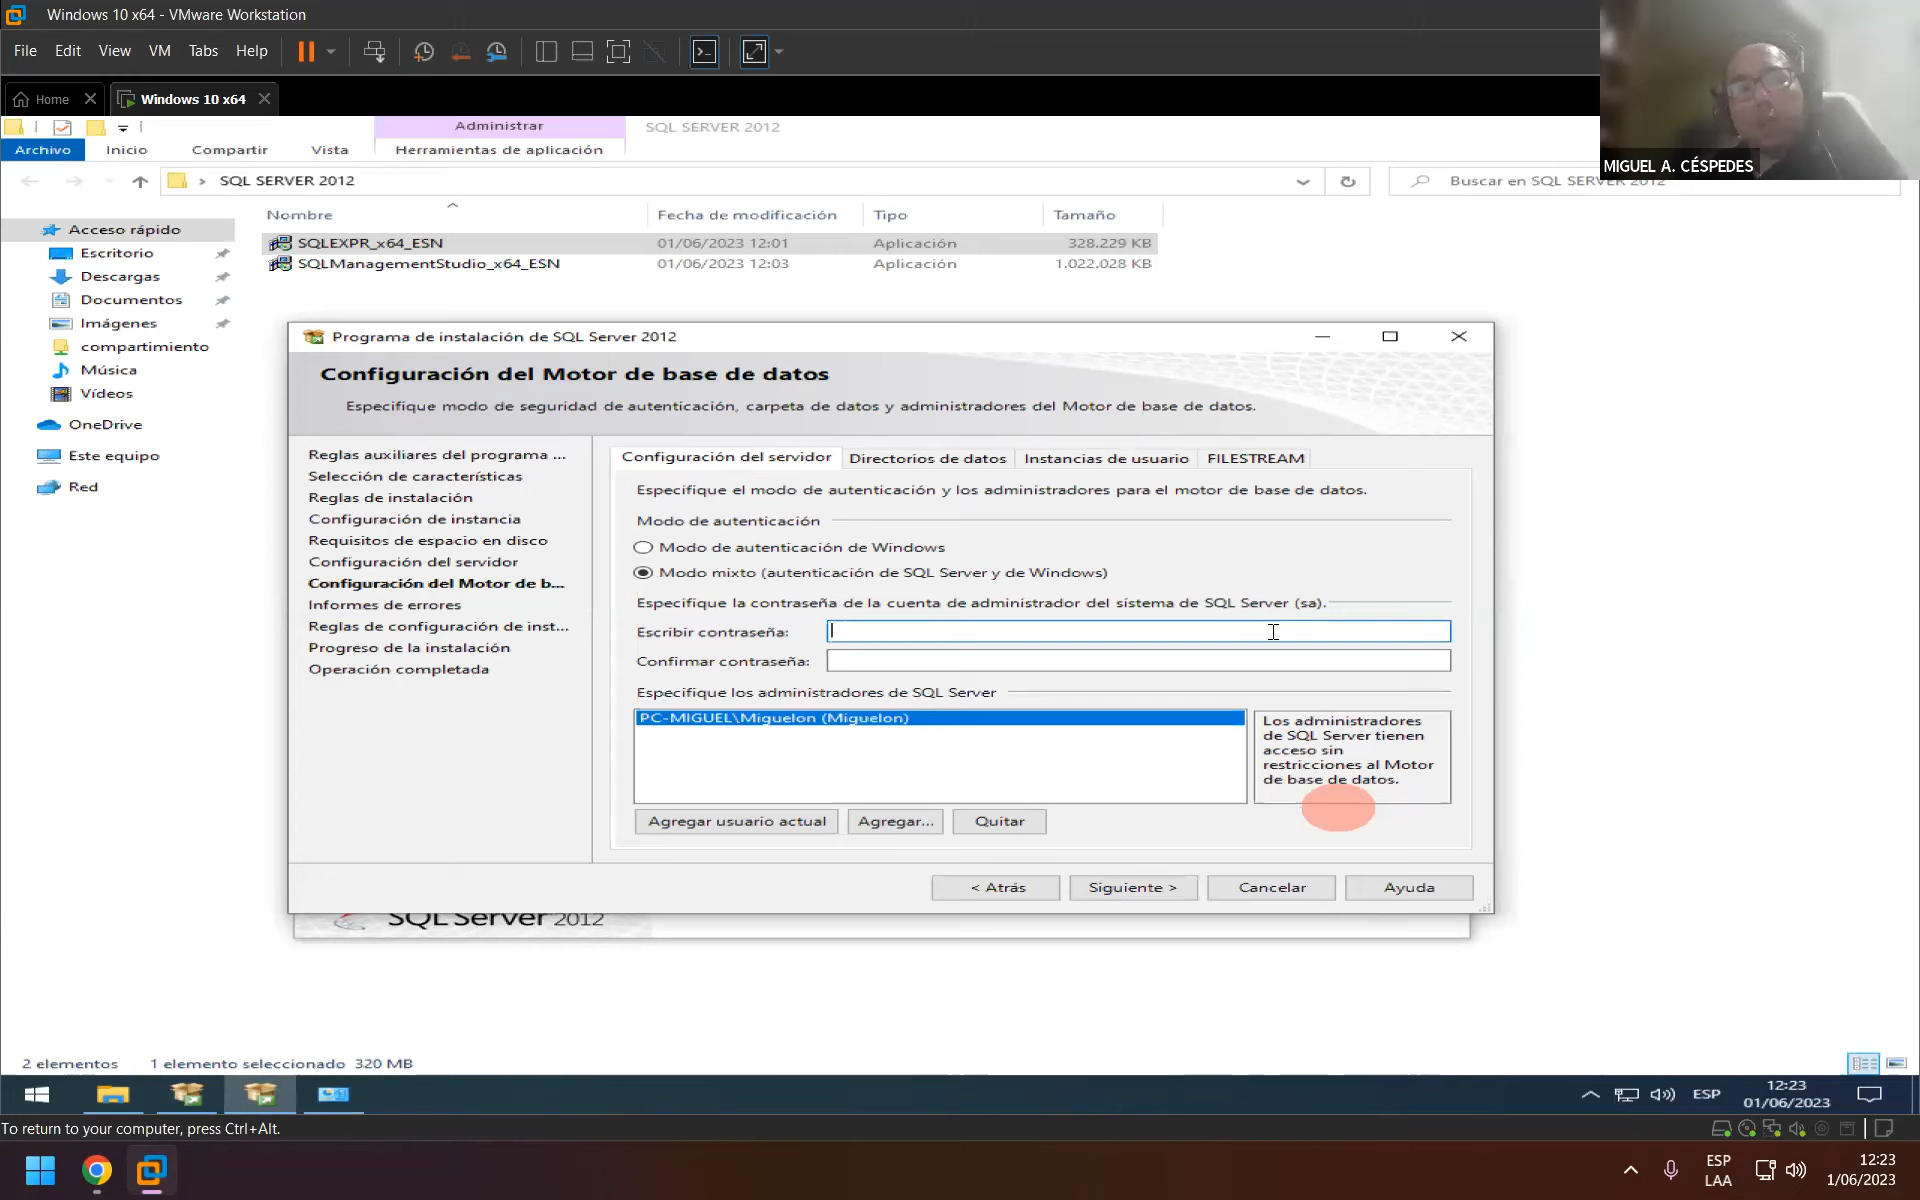 Windows 10 x64 - VMware Workstation
File Edit View VM Tabs Help
Home Windows 10 x64
Administrar SQL SERVER 2012
Archivo Inicio Compartir Vista Herramientas de aplicación
SQL SERVER 2012
Buscar en SQL SERVER 2012
MIGUEL A. CÉSPEDES
Nombre Fecha de modificación Tipo Tamaño
SQLEXPR_x64_ESN 01/06/2023 12:01 Aplicación 328.229 KB
SQLManagementStudio_x64_ESN 01/06/2023 12:03 Aplicación 1.022.028 KB
Acceso rápido
Escritorio
Descargas
Documentos
Imágenes
compartimiento
Música
Vídeos
OneDrive
Este equipo
Red
Programa de instalación de SQL Server 2012
Configuración del Motor de base de datos
Especifique modo de seguridad de autenticación, carpeta de datos y administradores del Motor de base de datos.
Reglas auxiliares del programa ...
Selección de características
Reglas de instalación
Configuración de instancia
Requisitos de espacio en disco
Configuración del servidor
Configuración del Motor de b...
Informes de errores
Reglas de configuración de inst...
Progreso de la instalación
Operación completada
Configuración del servidor Directorios de datos Instancias de usuario FILESTREAM
Especifique el modo de autenticación y los administradores para el motor de base de datos.
Modo de autenticación
Modo de autenticación de Windows
Modo mixto (autenticación de SQL Server y de Windows)
Especifique la contraseña de la cuenta de administrador del sistema de SQL Server (sa).
Escribir contraseña:
Confirmar contraseña:
Especifique los administradores de SQL Server
PC-MIGUEL\Miguelon (Miguelon)
Los administradores
de SQL Server tienen
acceso sin
restricciones al Motor
de base de datos.
Agregar usuario actual Agregar... Quitar
< Atrás Siguiente > Cancelar Ayuda
SQL Server 2012
2 elementos 1 elemento seleccionado 320 MB
ESP 12:23
01/06/2023
To return to your computer, press Ctrl+Alt.
ESP
LAA
12:23
1/06/2023